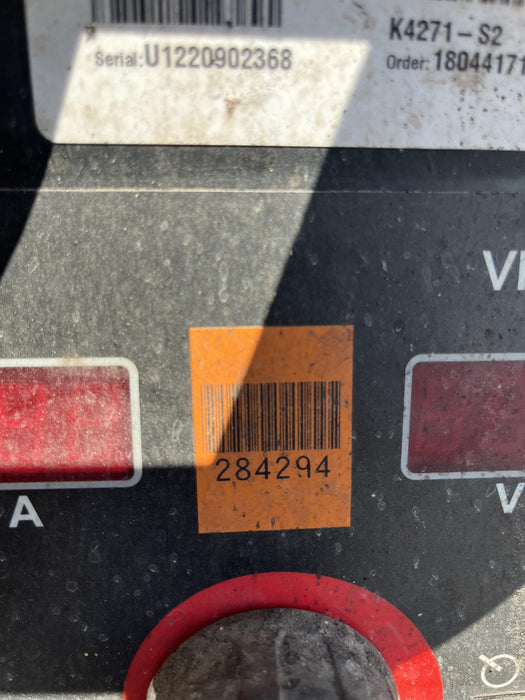 K4271-S2
Serial: U1220902368
Order: 18044171
284294
A
V